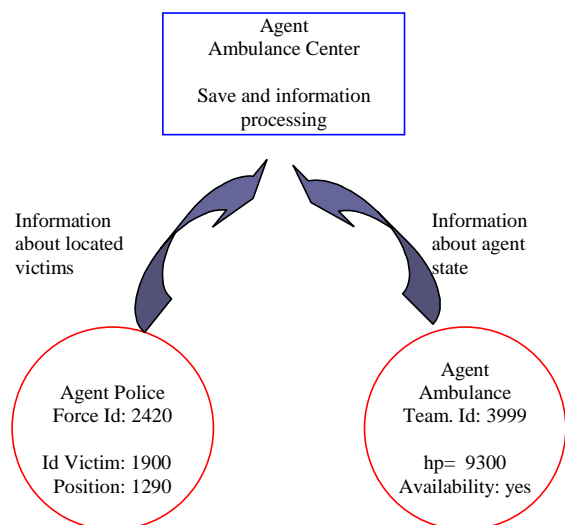 Agent
Ambulance Center
Save and information
processing
Information
about located
victims
Information
about agent
state
Agent Police
Force Id: 2420
Id Victim: 1900
Position: 1290
Agent
Ambulance
Team. Id: 3999
hp= 9300
Availability: yes